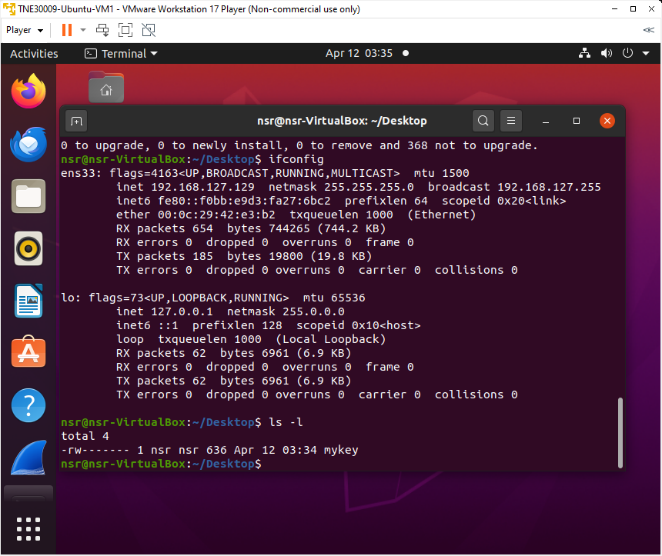 TNE30009-Ubuntu-VM1 - VMware Workstation 17 Player (Non-commercial use only)
Player
Activities Terminal Apr 12 03:35
nsr@nsr-VirtualBox: ~/Desktop
0 to upgrade, 0 to newly install, 0 to remove and 368 not to upgrade.
nsr@nsr-VirtualBox:~/Desktop$ ifconfig
ens33: flags=4163<UP,BROADCAST,RUNNING,MULTICAST>  mtu 1500
        inet 192.168.127.129  netmask 255.255.255.0  broadcast 192.168.127.255
        inet6 fe80::f0bb:e9d3:fa27:6bc2  prefixlen 64  scopeid 0x20<link>
        ether 00:0c:29:42:e3:b2  txqueuelen 1000  (Ethernet)
        RX packets 654  bytes 744265 (744.2 KB)
        RX errors 0  dropped 0  overruns 0  frame 0
        TX packets 185  bytes 19800 (19.8 KB)
        TX errors 0  dropped 0 overruns 0  carrier 0  collisions 0
lo: flags=73<UP,LOOPBACK,RUNNING>  mtu 65536
        inet 127.0.0.1  netmask 255.0.0.0
        inet6 ::1  prefixlen 128  scopeid 0x10<host>
        loop  txqueuelen 1000  (Local Loopback)
        RX packets 62  bytes 6961 (6.9 KB)
        RX errors 0  dropped 0  overruns 0  frame 0
        TX packets 62  bytes 6961 (6.9 KB)
        TX errors 0  dropped 0 overruns 0  carrier 0  collisions 0
nsr@nsr-VirtualBox:~/Desktop$ ls -l
total 4
-rw------- 1 nsr nsr 636 Apr 12 03:34 mykey
nsr@nsr-VirtualBox:~/Desktop$